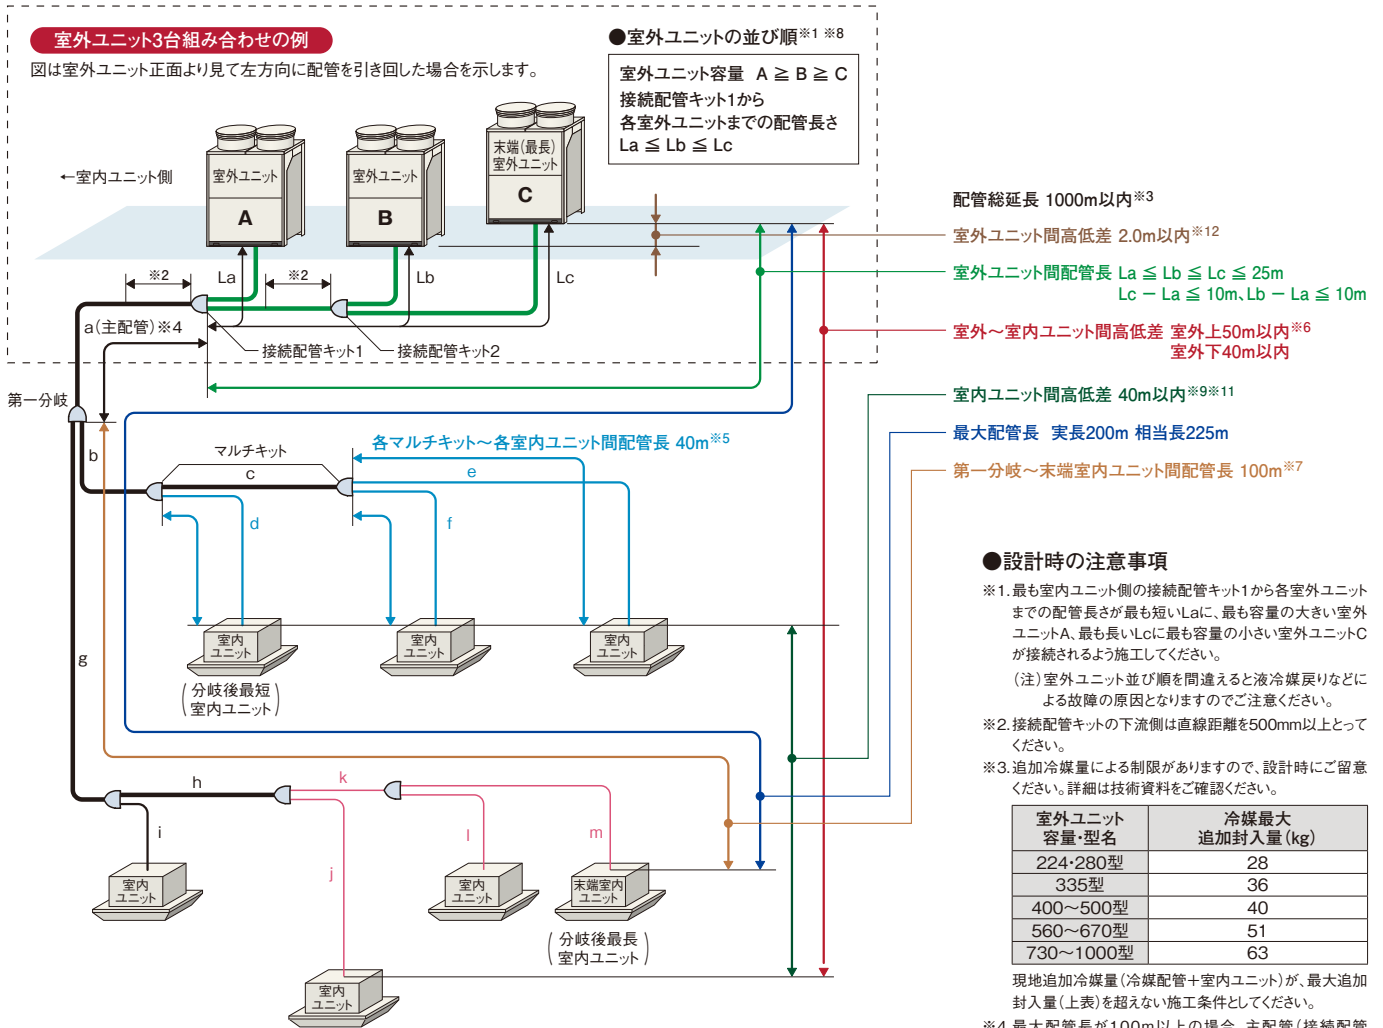 室外ユニット3台組み合わせの例
図は室外ユニット正面より見て左方向に配管を引き回した場合を示します。
●室外ユニットの並び順※1 ※8
室外ユニット容量 A ≧ B ≧ C
接続配管キット1から
各室外ユニットまでの配管長さ
La ≦ Lb ≦ Lc
←室内ユニット側
室外ユニット
A
室外ユニット
B
末端(最長)
室外ユニット
C
※2
La
※2
Lb
Lc
a(主配管)※4
接続配管キット1
接続配管キット2
第一分岐
配管総延長 1000m以内※3
室外ユニット間高低差 2.0m以内※12
室外ユニット間配管長 La ≦ Lb ≦ Lc ≦ 25m
Lc − La ≦ 10m、Lb − La ≦ 10m
室外〜室内ユニット間高低差 室外上50m以内※6
室外下40m以内
室内ユニット間高低差 40m以内※9※11
最大配管長 実長200m 相当長225m
第一分岐〜末端室内ユニット間配管長 100m※7
各マルチキット〜各室内ユニット間配管長 40m※5
マルチキット
b
c
d
e
f
g
室内
ユニット
(分岐後最短
室内ユニット)
室内
ユニット
室内
ユニット
h
i
j
k
l
m
室内
ユニット
室内
ユニット
末端室内
ユニット
(分岐後最長
室内ユニット)
室内
ユニット
●設計時の注意事項
※1.最も室内ユニット側の接続配管キット1から各室外ユニット
までの配管長さが最も短いLaに、最も容量の大きい室外
ユニットA、最も長いLcに最も容量の小さい室外ユニットC
が接続されるよう施工してください。
(注)室外ユニット並び順を間違えると液冷媒戻りなどに
よる故障の原因となりますのでご注意ください。
※2.接続配管キットの下流側は直線距離を500mm以上とって
ください。
※3.追加冷媒量による制限がありますので、設計時にご留意
ください。詳細は技術資料をご確認ください。
室外ユニット
容量・型名
冷媒最大
追加封入量(kg)
224・280型 28
335型 36
400〜500型 40
560〜670型 51
730〜1000型 63
現地追加冷媒量(冷媒配管+室内ユニット)が、最大追加
封入量(上表)を超えない施工条件としてください。
※4.最大配管長が100m以上の場合、主配管(接続配管